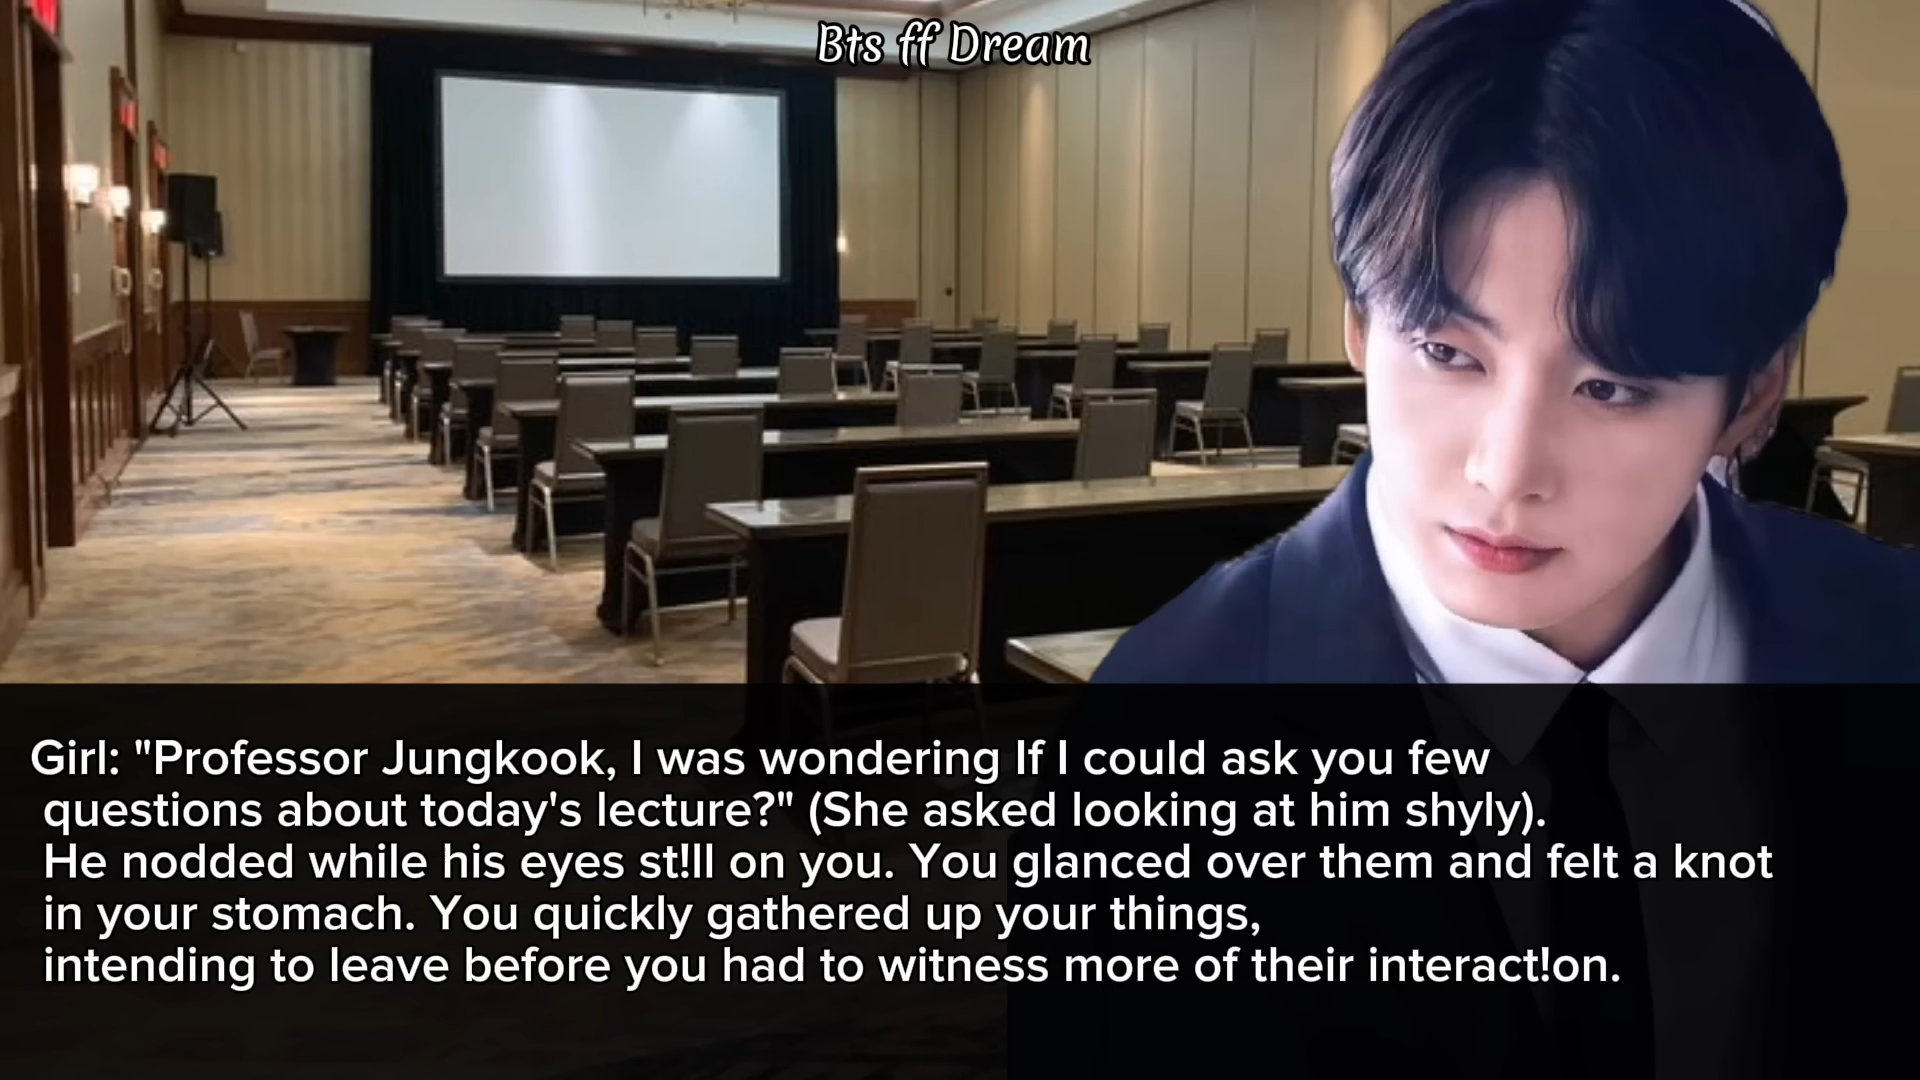 Bts ff Dream
Girl: "Professor Jungkook, I was wondering If I could ask you few
questions about today's lecture?" (She asked looking at him shyly).
He nodded while his eyes st!ll on you. You glanced over them and felt a knot
in your stomach. You quickly gathered up your things,
intending to leave before you had to witness more of their interact!on.